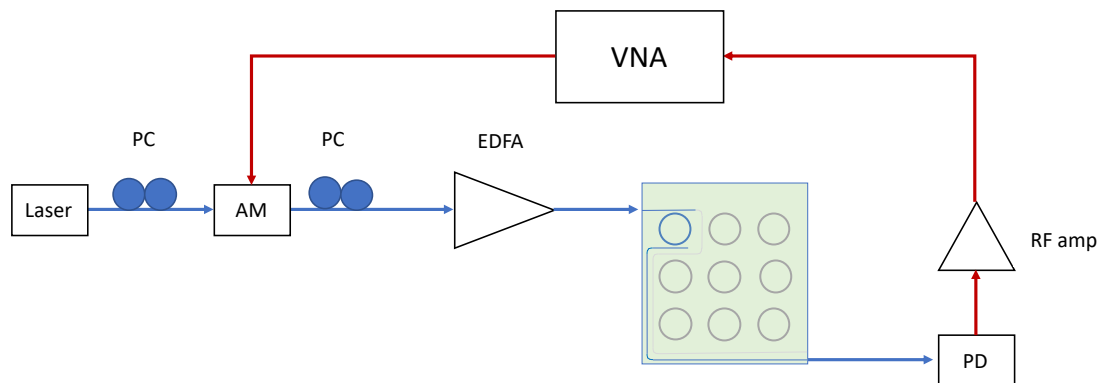 VNA
PC
PC
EDFA
Laser
AM
RF amp
PD